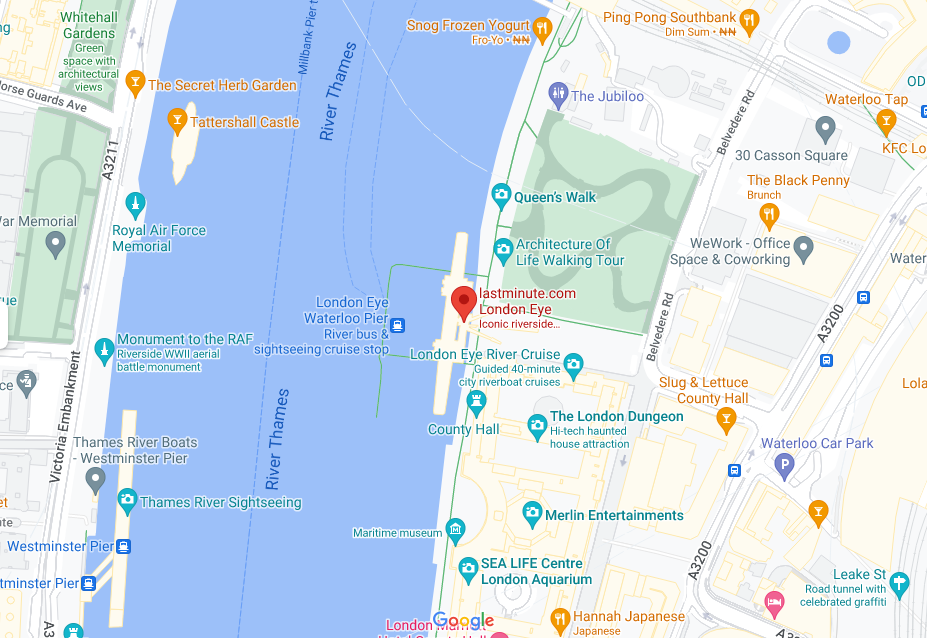 Whitehall
Gardens
Green
space with
architectural
views
Millbank Pier
River Thames
Snog Frozen Yogurt
Fro-Yo • ₦₦
Ping Pong Southbank
Dim Sum • ₦₦
The Secret Herb Garden
Horse Guards Ave
Tattershall Castle
A3211
The Jubiloo
Belvedere Rd
OD
Waterloo Tap
KFC Lo
30 Casson Square
The Black Penny
Brunch
Queen's Walk
Royal Air Force
Memorial
War Memorial
Architecture Of
Life Walking Tour
WeWork - Office
Space & Coworking
Water
lastminute.com
London Eye
Iconic riverside...
London Eye
Waterloo Pier
River bus &
sightseeing cruise stop
Belvedere Rd
A3200
Monument to the RAF
Riverside WWII aerial
battle monument
London Eye River Cruise
Guided 40-minute
city riverboat cruises
Victoria Embankment
River Thames
Slug & Lettuce
County Hall
Lola
County Hall
The London Dungeon
Hi-tech haunted
house attraction
Thames River Boats
- Westminster Pier
Waterloo Car Park
P
Thames River Sightseeing
Merlin Entertainments
Maritime museum
Westminster Pier
tminster Pier
SEA LIFE Centre
London Aquarium
A3200
Leake St
Road tunnel with
celebrated graffiti
Google
Hannah Japanese
Japanese
London